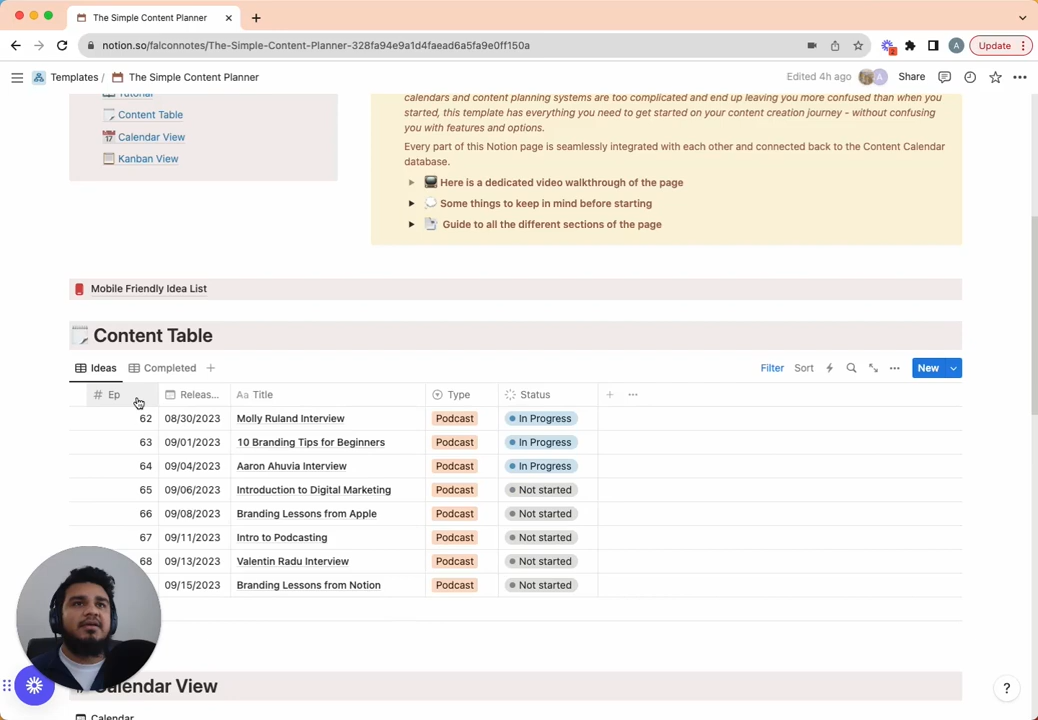 The Simple Content Planner
notion.so/falconnotes/The-Simple-Content-Planner-328fa94e9a1d4faead6a5fa9e0ff150a
A
Update
Templates / The Simple Content Planner
Edited 4h ago
A
Share
Tutorial
Content Table
Calendar View
Kanban View
calendars and content planning systems are too complicated and end up leaving you more confused than when you
started, this template has everything you need to get started on your content creation journey - without confusing
you with features and options.
Every part of this Notion page is seamlessly integrated with each other and connected back to the Content Calendar
database.
Here is a dedicated video walkthrough of the page
Some things to keep in mind before starting
Guide to all the different sections of the page
Mobile Friendly Idea List
Content Table
Ideas Completed
Filter Sort New
# Ep Releas... Aa Title Type Status
62 08/30/2023 Molly Ruland Interview Podcast In Progress
63 09/01/2023 10 Branding Tips for Beginners Podcast In Progress
64 09/04/2023 Aaron Ahuvia Interview Podcast In Progress
65 09/06/2023 Introduction to Digital Marketing Podcast Not started
66 09/08/2023 Branding Lessons from Apple Podcast Not started
67 09/11/2023 Intro to Podcasting Podcast Not started
68 09/13/2023 Valentin Radu Interview Podcast Not started
09/15/2023 Branding Lessons from Notion Podcast Not started
Calendar View
Calendar
?